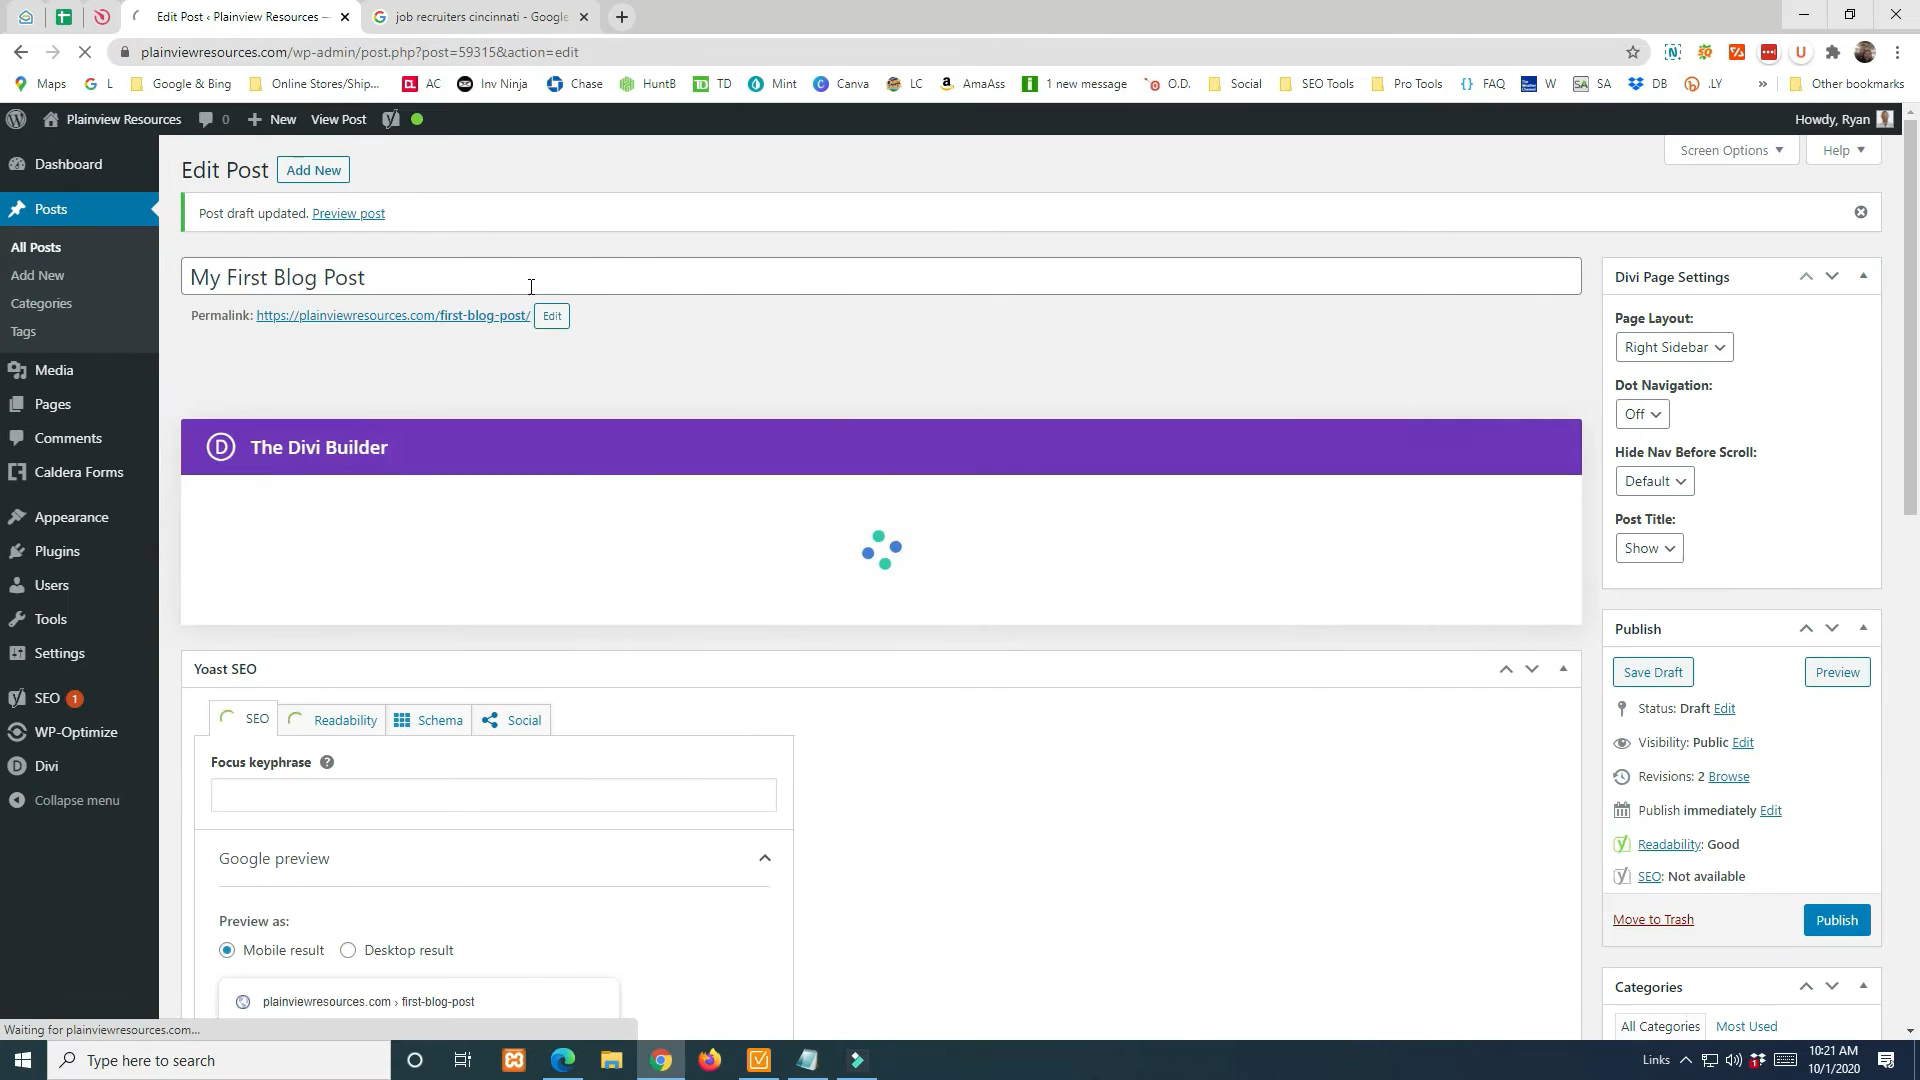 Edit Post ‹ Plainview Resources —
job recruiters cincinnati - Google
plainviewresources.com/wp-admin/post.php?post=59315&action=edit
Maps
L
Google & Bing
Online Stores/Ship...
AC
Inv Ninja
Chase
HuntB
TD
Mint
Canva
LC
AmaAss
1 new message
O.D.
Social
SEO Tools
Pro Tools
FAQ
W
SA
DB
.LY
»
Other bookmarks
Plainview Resources
0
New
View Post
Howdy, Ryan
Dashboard
Posts
All Posts
Add New
Categories
Tags
Media
Pages
Comments
Caldera Forms
Appearance
Plugins
Users
Tools
Settings
SEO 1
WP-Optimize
Divi
Collapse menu
Screen Options
Help
Edit Post
Add New
Post draft updated. Preview post
My First Blog Post
Permalink: https://plainviewresources.com/first-blog-post/ Edit
D The Divi Builder
Yoast SEO
SEO
Readability
Schema
Social
Focus keyphrase ?
Google preview
Preview as:
Mobile result
Desktop result
plainviewresources.com › first-blog-post
Divi Page Settings
Page Layout:
Right Sidebar
Dot Navigation:
Off
Hide Nav Before Scroll:
Default
Post Title:
Show
Publish
Save Draft
Preview
Status: Draft Edit
Visibility: Public Edit
Revisions: 2 Browse
Publish immediately Edit
Readability: Good
SEO: Not available
Move to Trash
Publish
Categories
All Categories
Most Used
Waiting for plainviewresources.com...
Type here to search
Links
10:21 AM
10/1/2020